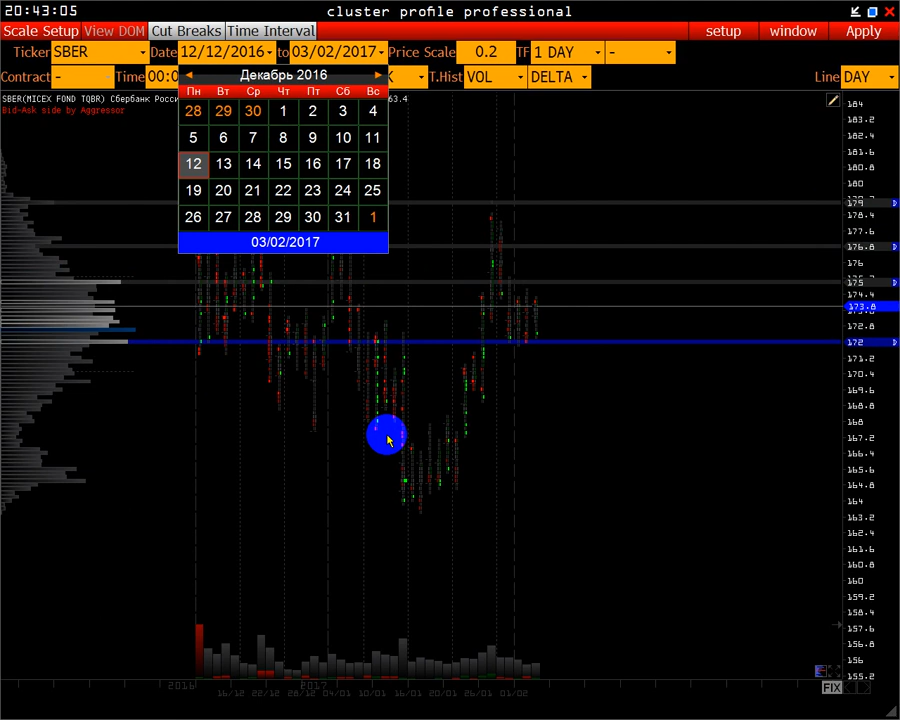 20:43:05 cluster profile professional
Scale Setup View DOM Cut Breaks Time Interval setup window Apply
Ticker SBER Date 12/12/2016 to 03/02/2017 Price Scale 0.2 TF 1 DAY -
Contract - Time 00:0 T.Hist VOL DELTA Line DAY
Декабрь 2016
Пн Вт Ср Чт Пт Сб Вс
28 29 30 1 2 3 4
5 6 7 8 9 10 11
12 13 14 15 16 17 18
19 20 21 22 23 24 25
26 27 28 29 30 31 1
03/02/2017
SBER(MICEX FOND TQBR) Сбербанк Росси 63.4
Bid-Ask side by Aggressor
184
183.2
182.4
181.6
180.8
180
179
178.4
177.6
176.8
176
175
174.4
173.8
172.8
172
171.2
170.4
169.6
168.8
168
167.2
166.4
165.6
164.8
164
163.2
162.4
161.6
160.8
160
159.2
158.4
157.6
156.8
156
155.2
2016 2017
16/12 22/12 28/12 04/01 10/01 16/01 20/01 26/01 01/02
FIX